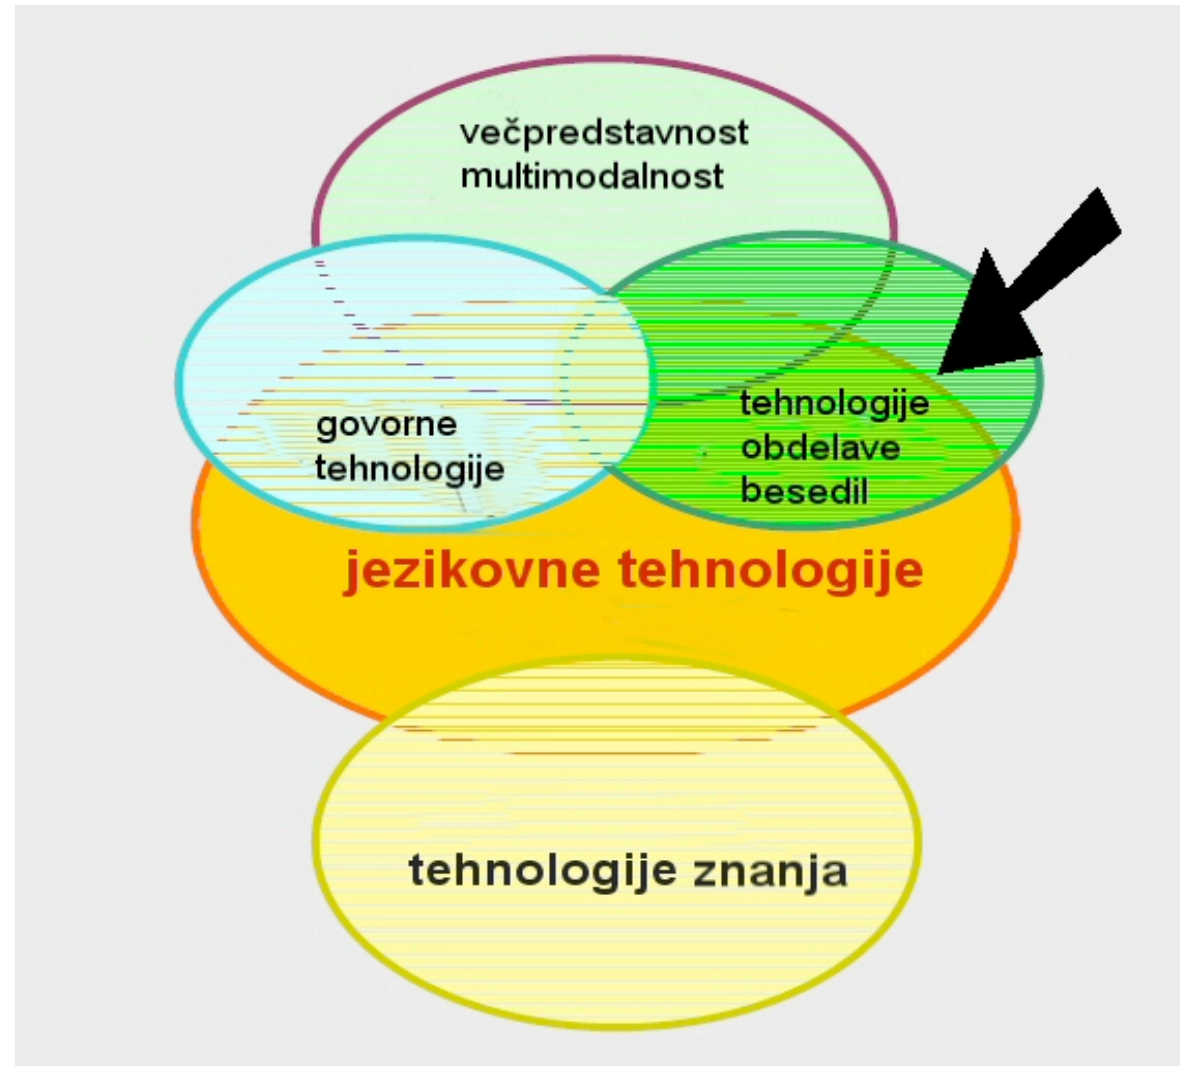 večpredstavnost
multimodalnost
govorne
tehnologije
tehnologije
obdelave
besedil
jezikovne tehnologije
tehnologije znanja